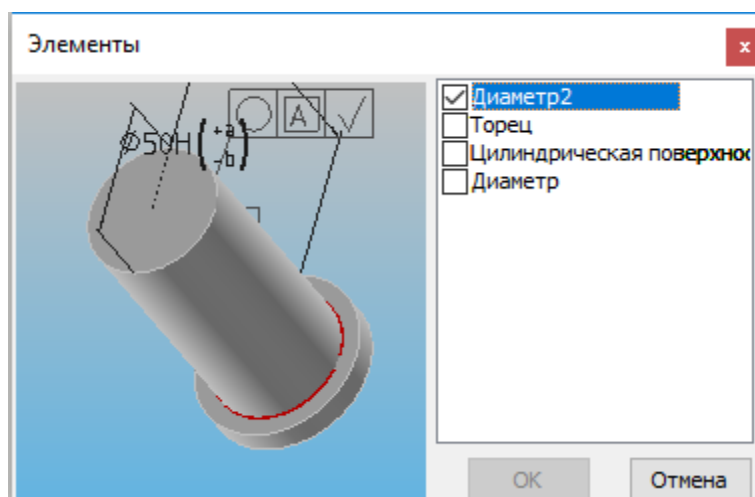 Элементы
x
A
Ø50H(+a -b)
Диаметр2
Торец
Цилиндрическая поверхнос
Диаметр
OK
Отмена